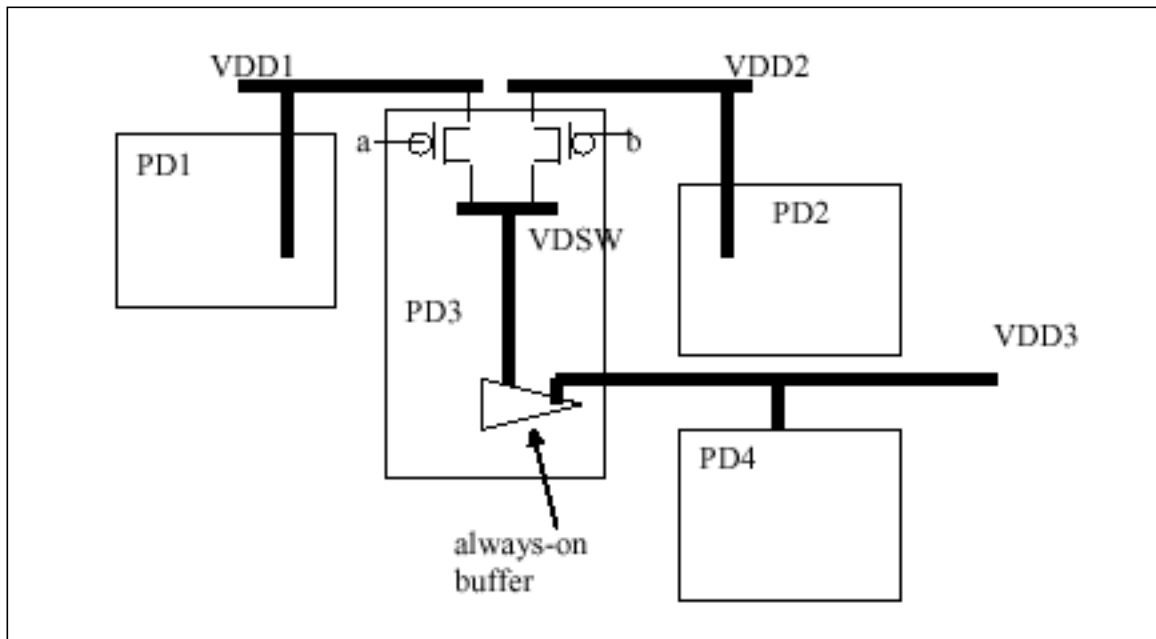 VDD1
VDD2
a
b
PD1
PD2
VDSW
PD3
VDD3
PD4
always-on
buffer